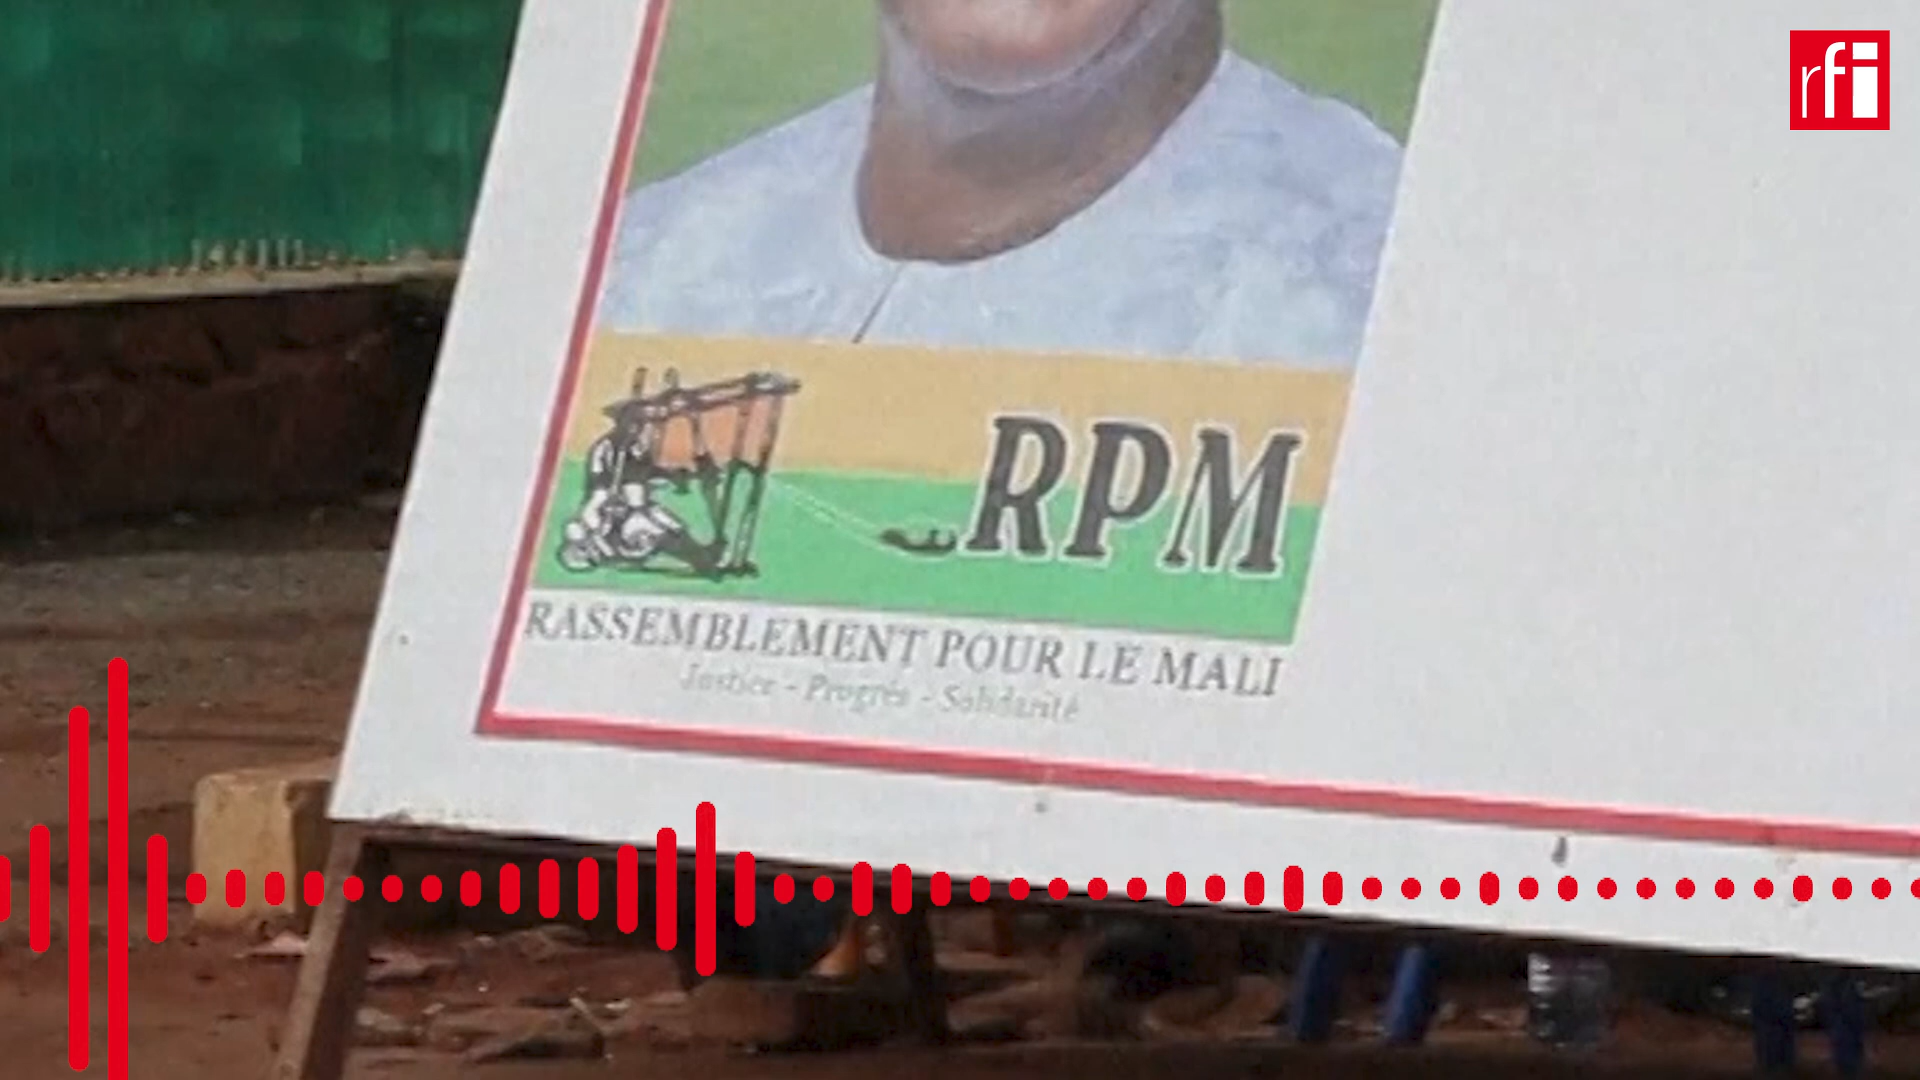 rfi
RPM
RASSEMBLEMENT POUR LE MALI
Justice - Progrès - Solidarité